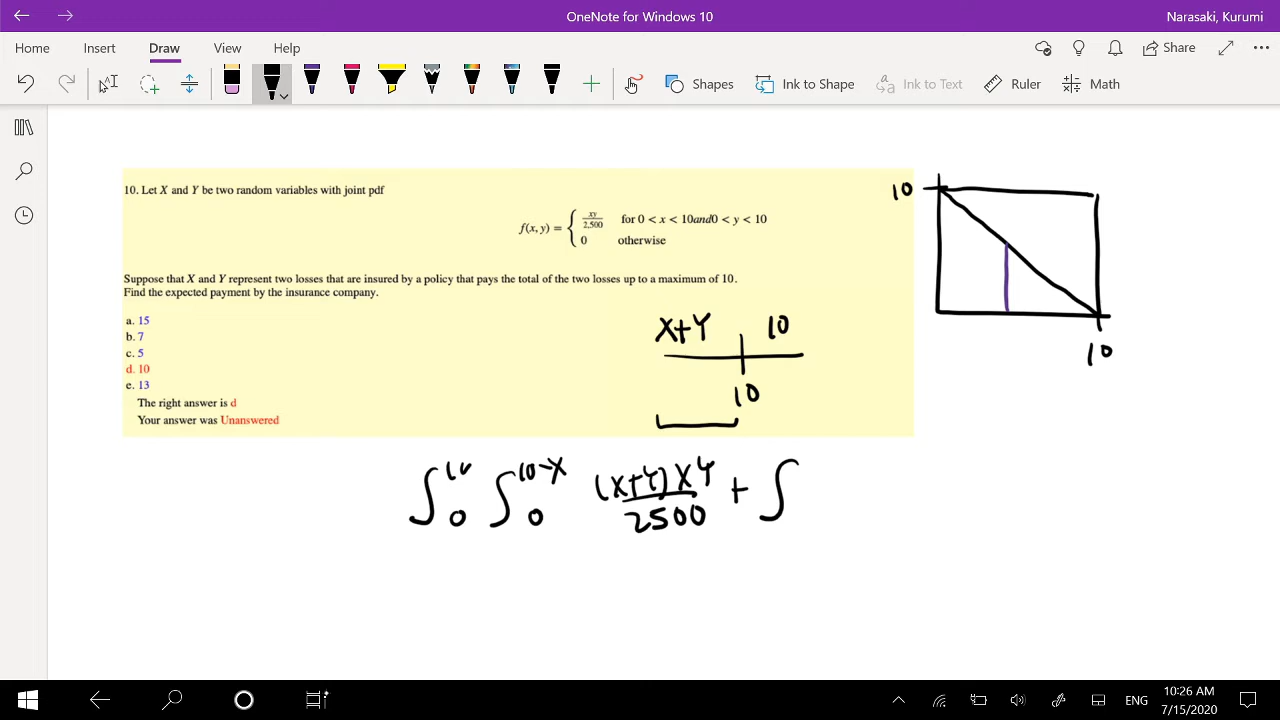 OneNote for Windows 10
Narasaki, Kurumi
Home Insert Draw View Help
Share
Shapes Ink to Shape Ink to Text Ruler Math
10. Let X and Y be two random variables with joint pdf
f(x, y) = { xy/2,500 for 0 < x < 10and0 < y < 10
0 otherwise
Suppose that X and Y represent two losses that are insured by a policy that pays the total of the two losses up to a maximum of 10.
Find the expected payment by the insurance company.
a. 15
b. 7
c. 5
d. 10
e. 13
The right answer is d
Your answer was Unanswered
X+Y 10
10
10
10
∫₀¹⁰ ∫₀¹⁰⁻ˣ (X+Y)XY/2500 + ∫
ENG
10:26 AM
7/15/2020